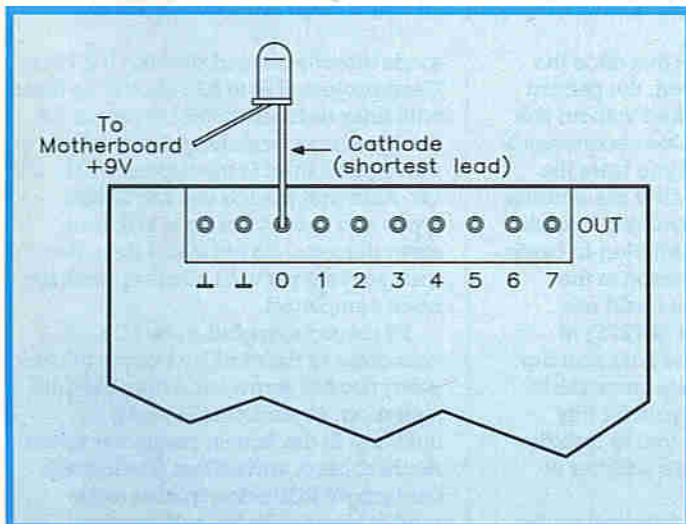 To
Motherboard
+9V
Cathode
(shortest lead)
OUT
0 1 2 3 4 5 6 7